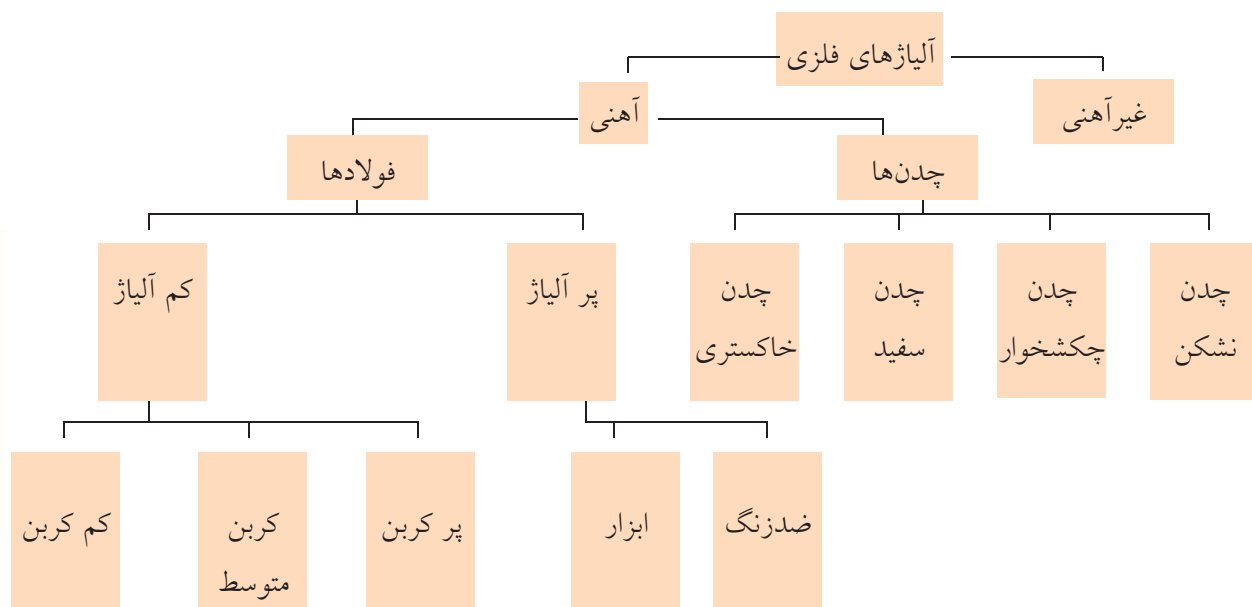 آلیاژهای فلزی
غیرآهنی
آهنی
چدن‌ها
فولادها
چدن
نشکن
چدن
چکشخوار
چدن
سفید
چدن
خاکستری
پر آلیاژ
کم آلیاژ
ضدزنگ
ابزار
پر کربن
کربن
متوسط
کم کربن